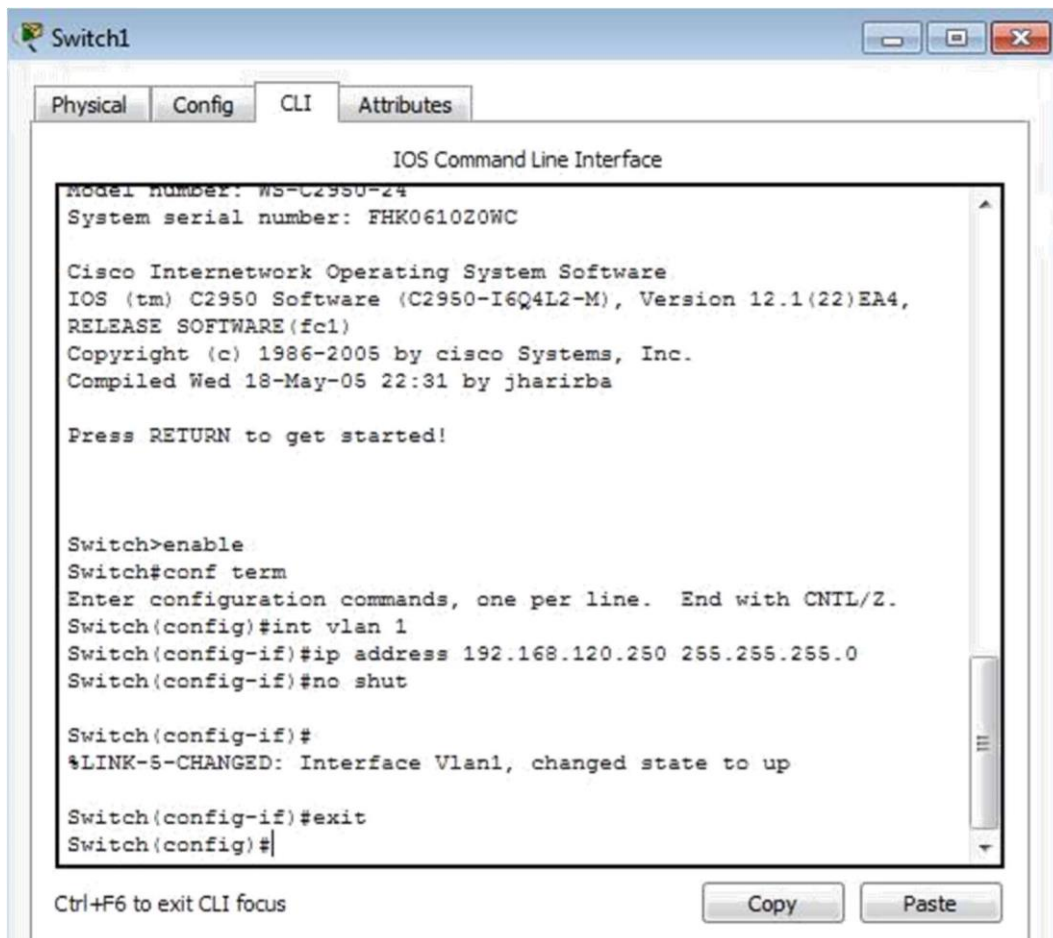 Switch1
Physical
Config
CLI
Attributes
IOS Command Line Interface
Model number: WS-C2950-24
System serial number: FHK0610Z0WC
Cisco Internetwork Operating System Software
IOS (tm) C2950 Software (C2950-I6Q4L2-M), Version 12.1(22)EA4,
RELEASE SOFTWARE(fc1)
Copyright (c) 1986-2005 by cisco Systems, Inc.
Compiled Wed 18-May-05 22:31 by jharirba
Press RETURN to get started!
Switch>enable
Switch#conf term
Enter configuration commands, one per line.  End with CNTL/Z.
Switch(config)#int vlan 1
Switch(config-if)#ip address 192.168.120.250 255.255.255.0
Switch(config-if)#no shut
Switch(config-if)#
%LINK-5-CHANGED: Interface Vlan1, changed state to up
Switch(config-if)#exit
Switch(config)#
Ctrl+F6 to exit CLI focus
Copy
Paste